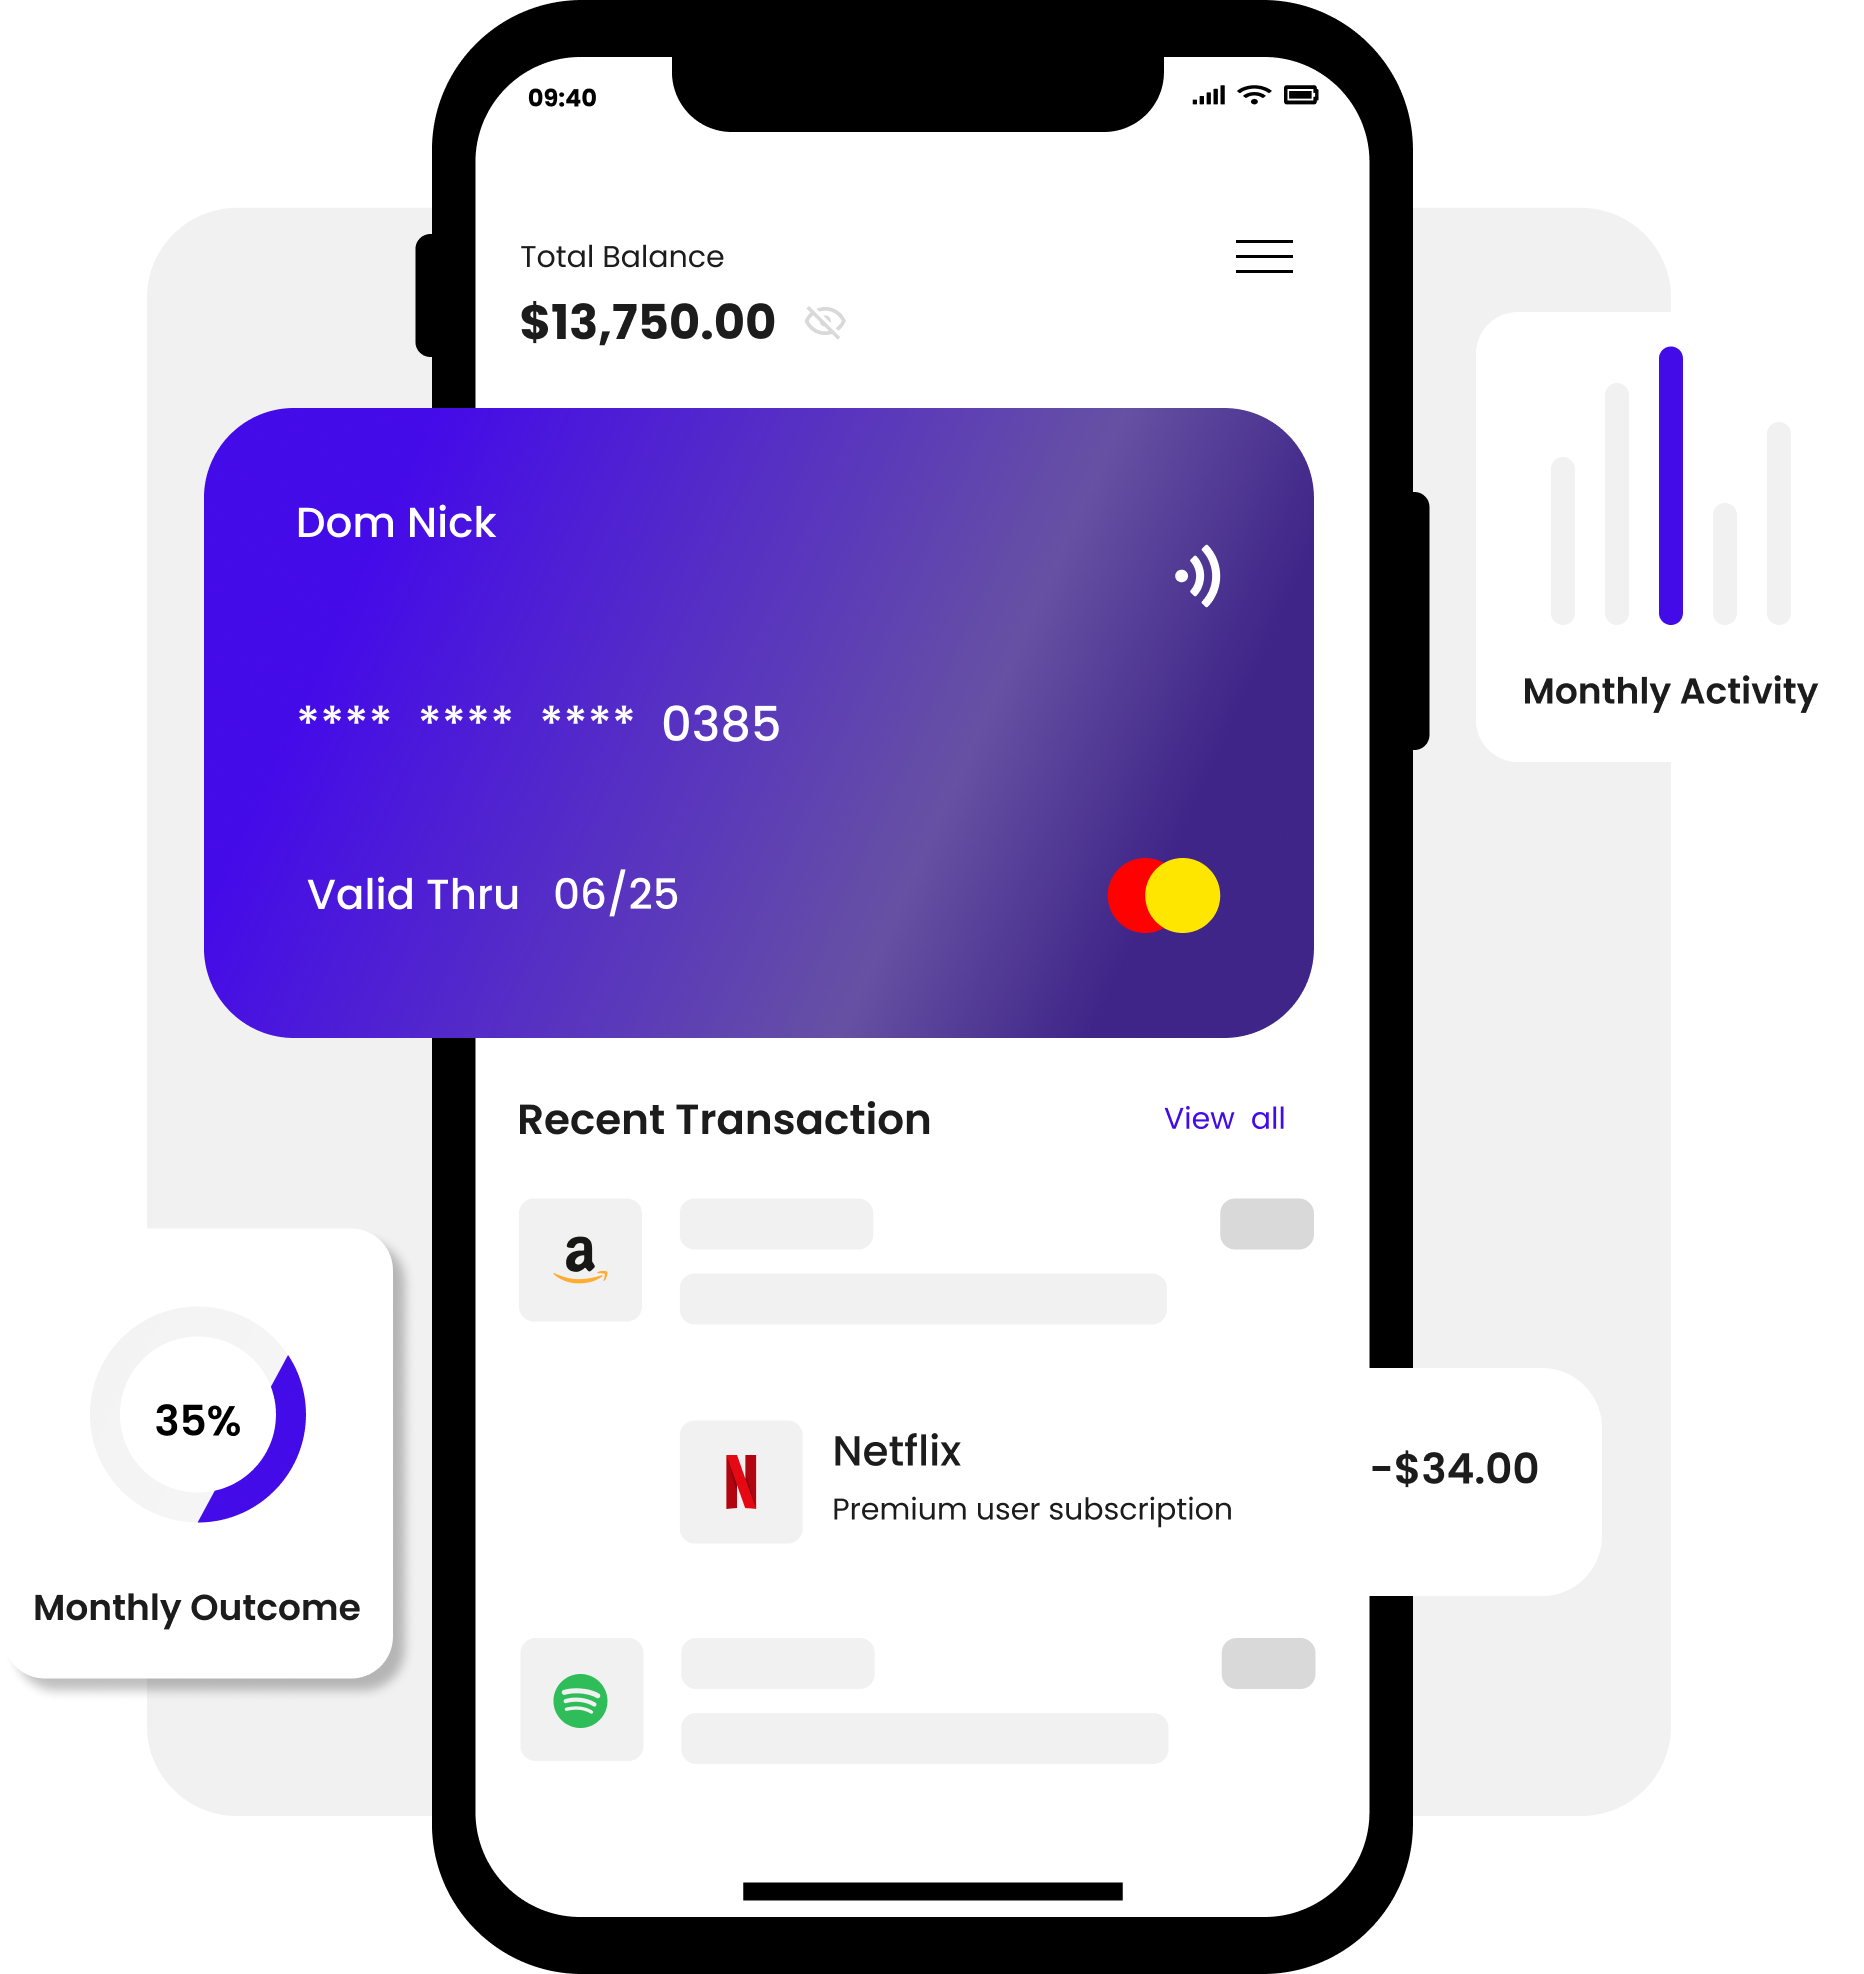 09:40
Total Balance
$13,750.00
Dom Nick
**** **** **** 0385
Valid Thru 06/25
Monthly Activity
Recent Transaction
View all
a
35%
Monthly Outcome
N
Netflix
-$34.00
Premium user subscription